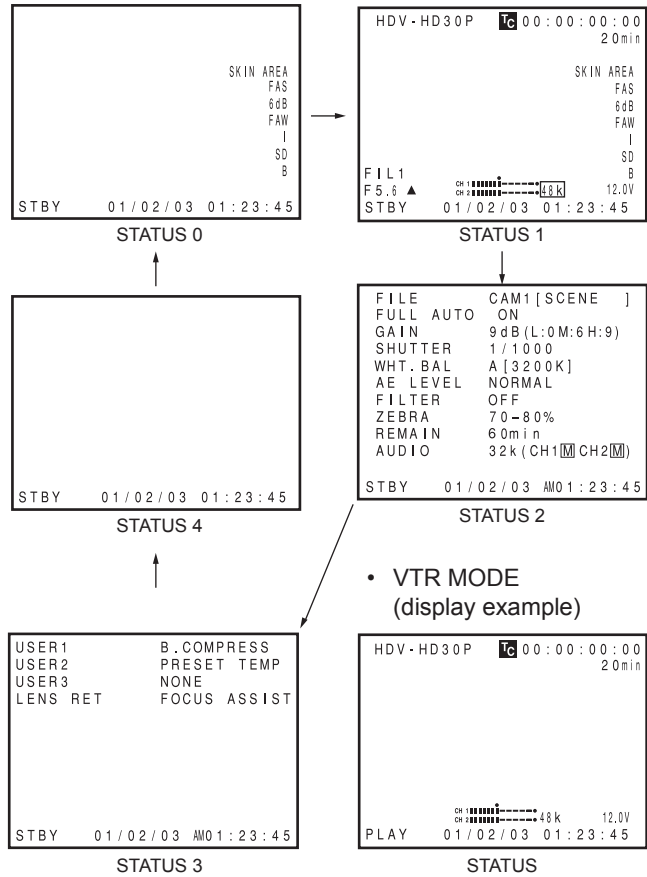 SKIN AREA
FAS
6dB
FAW
I
SD
B
STBY 01/02/03 01:23:45
STATUS 0
HDV-HD30P TC 00:00:00:00
20min
SKIN AREA
FAS
6dB
FAW
I
SD
FIL1 B
F5.6 ▲ CH 1 CH 2 48k 12.0V
STBY 01/02/03 01:23:45
STATUS 1
STBY 01/02/03 01:23:45
STATUS 4
FILE CAM1[SCENE ]
FULL AUTO ON
GAIN 9dB(L:0M:6H:9)
SHUTTER 1/1000
WHT.BAL A[3200K]
AE LEVEL NORMAL
FILTER OFF
ZEBRA 70–80%
REMAIN 60min
AUDIO 32k(CH1M CH2M)
STBY 01/02/03 AM01:23:45
STATUS 2
USER1 B.COMPRESS
USER2 PRESET TEMP
USER3 NONE
LENS RET FOCUS ASSIST
STBY 01/02/03 AM01:23:45
STATUS 3
• VTR MODE
(display example)
HDV-HD30P TC 00:00:00:00
20min
CH 1
CH 2 48k 12.0V
PLAY 01/02/03 01:23:45
STATUS